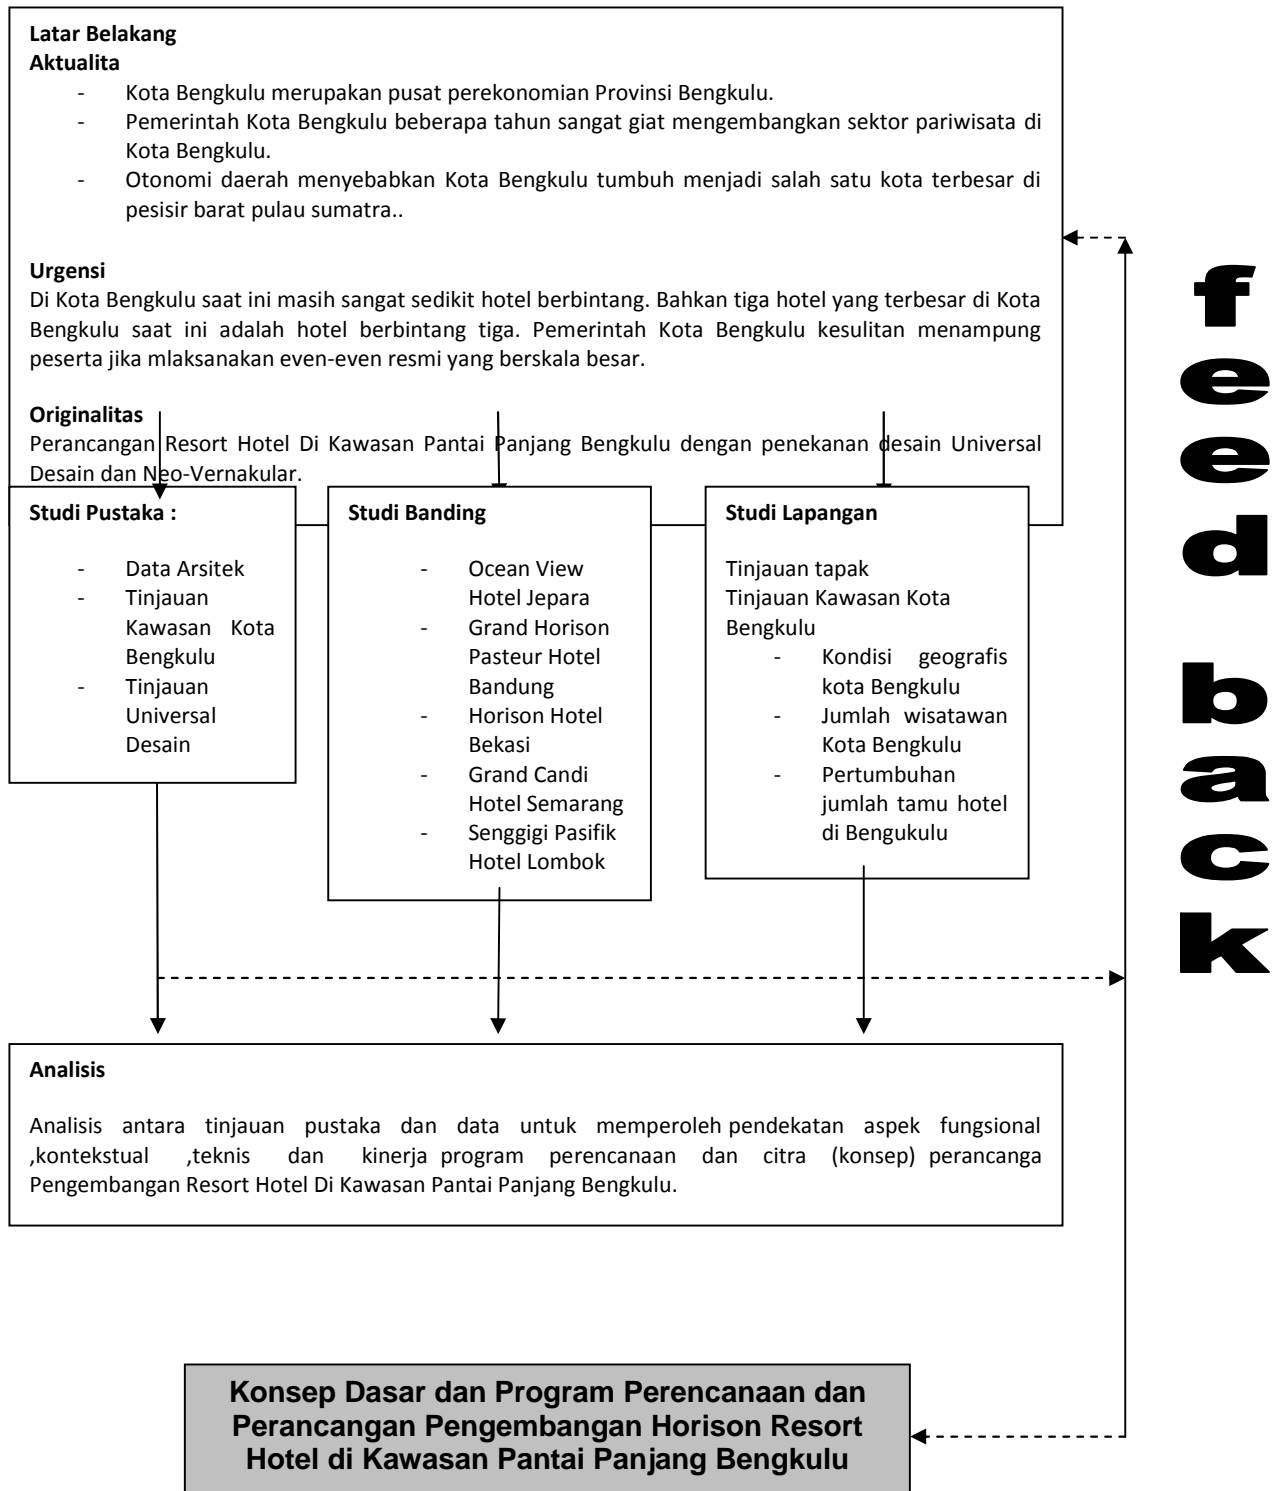 Latar Belakang
Aktualita
- Kota Bengkulu merupakan pusat perekonomian Provinsi Bengkulu.
- Pemerintah Kota Bengkulu beberapa tahun sangat giat mengembangkan sektor pariwisata di
Kota Bengkulu.
- Otonomi daerah menyebabkan Kota Bengkulu tumbuh menjadi salah satu kota terbesar di
pesisir barat pulau sumatra..
Urgensi
Di Kota Bengkulu saat ini masih sangat sedikit hotel berbintang. Bahkan tiga hotel yang terbesar di Kota
Bengkulu saat ini adalah hotel berbintang tiga. Pemerintah Kota Bengkulu kesulitan menampung
peserta jika mlaksanakan even-even resmi yang berskala besar.
Originalitas
Perancangan Resort Hotel Di Kawasan Pantai Panjang Bengkulu dengan penekanan desain Universal
Desain dan Neo-Vernakular.
Studi Pustaka :
- Data Arsitek
- Tinjauan
Kawasan Kota
Bengkulu
- Tinjauan
Universal
Desain
Studi Banding
- Ocean View
Hotel Jepara
- Grand Horison
Pasteur Hotel
Bandung
- Horison Hotel
Bekasi
- Grand Candi
Hotel Semarang
- Senggigi Pasifik
Hotel Lombok
Studi Lapangan
Tinjauan tapak
Tinjauan Kawasan Kota
Bengkulu
- Kondisi geografis
kota Bengkulu
- Jumlah wisatawan
Kota Bengkulu
- Pertumbuhan
jumlah tamu hotel
di Bengukulu
Analisis
Analisis antara tinjauan pustaka dan data untuk memperoleh pendekatan aspek fungsional
,kontekstual ,teknis dan kinerja program perencanaan dan citra (konsep) perancanga
Pengembangan Resort Hotel Di Kawasan Pantai Panjang Bengkulu.
Konsep Dasar dan Program Perencanaan dan
Perancangan Pengembangan Horison Resort
Hotel di Kawasan Pantai Panjang Bengkulu
feed back